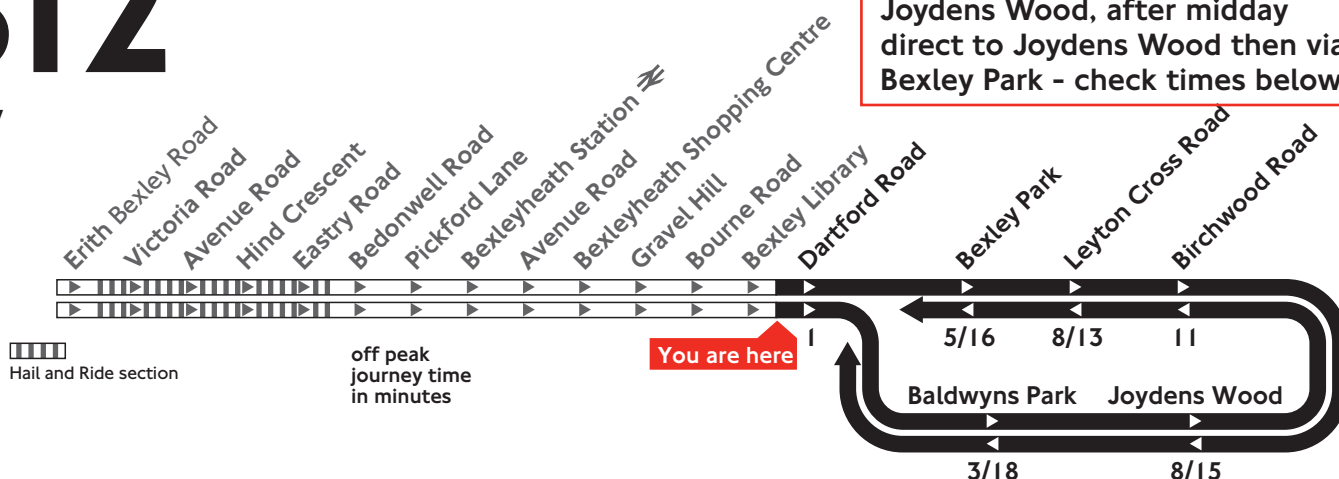 Joydens Wood, after midday
direct to Joydens Wood then via
Bexley Park - check times below
Erith Bexley Road
Victoria Road
Avenue Road
Hind Crescent
Eastry Road
Bedonwell Road
Pickford Lane
Bexleyheath Station
Avenue Road
Bexleyheath Shopping Centre
Gravel Hill
Bourne Road
Bexley Library
Dartford Road
Bexley Park
Leyton Cross Road
Birchwood Road
1
5/16
8/13
11
You are here
Hail and Ride section
off peak
journey time
in minutes
Baldwyns Park
Joydens Wood
3/18
8/15